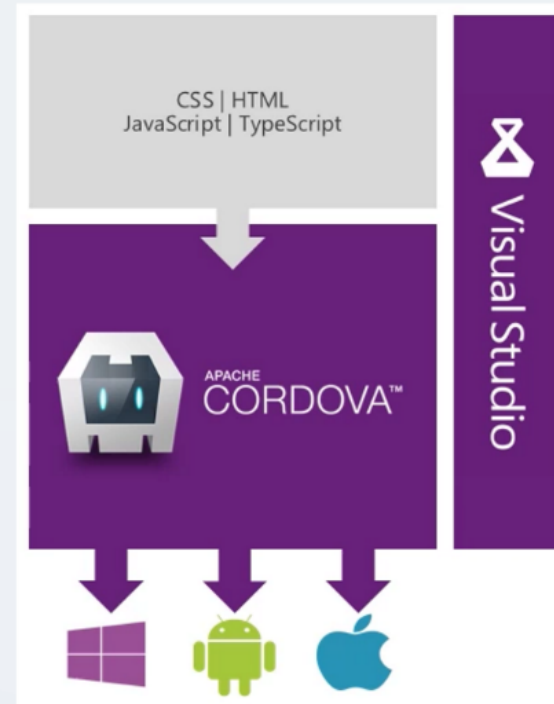 CSS | HTML
JavaScript | TypeScript
APACHE
CORDOVA™
Visual Studio